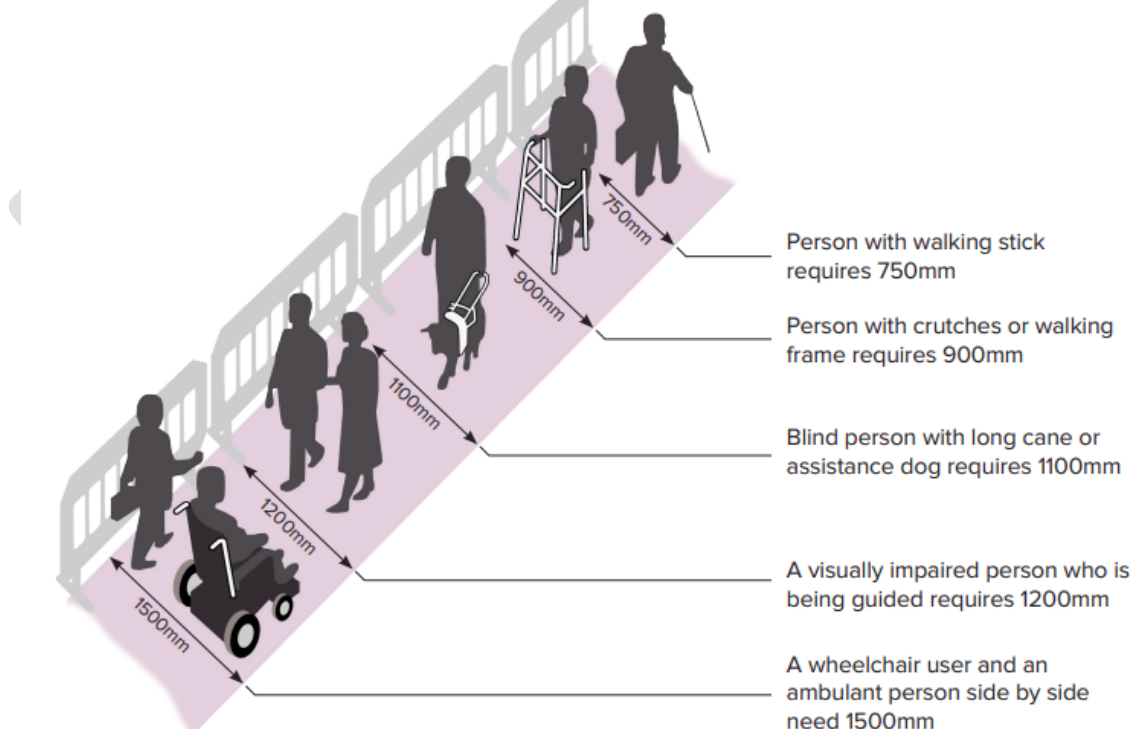 750mm
Person with walking stick
requires 750mm
900mm
Person with crutches or walking
frame requires 900mm
1100mm
Blind person with long cane or
assistance dog requires 1100mm
1200mm
A visually impaired person who is
being guided requires 1200mm
1500mm
A wheelchair user and an
ambulant person side by side
need 1500mm